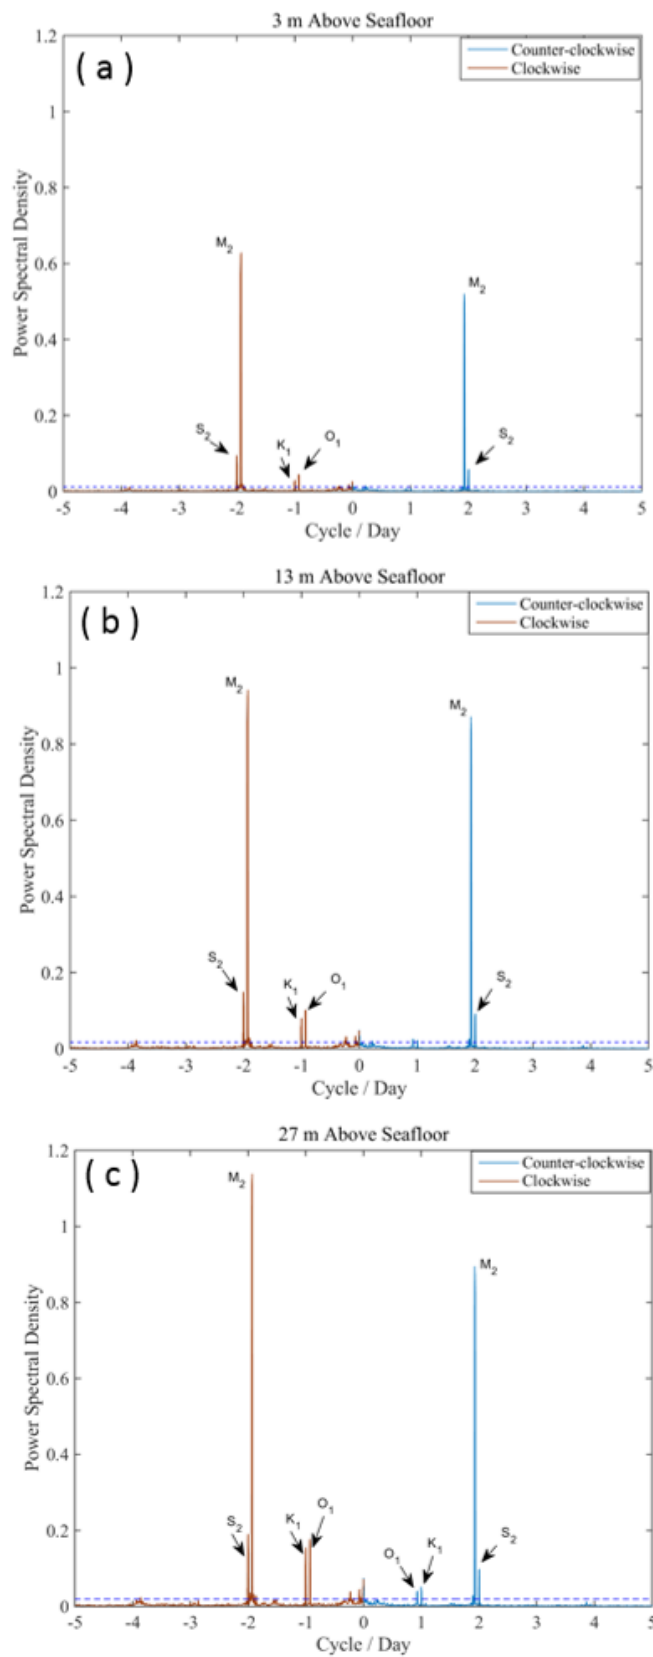 3 m Above Seafloor
( a )
Counter-clockwise
Clockwise
Power Spectral Density
1.2
1
0.8
0.6
0.4
0.2
0
M2
S2
K1
O1
M2
S2
-5 -4 -3 -2 -1 0 1 2 3 4 5
Cycle / Day
13 m Above Seafloor
( b )
Counter-clockwise
Clockwise
Power Spectral Density
1.2
1
0.8
0.6
0.4
0.2
0
M2
S2
K1
O1
M2
S2
-5 -4 -3 -2 -1 0 1 2 3 4 5
Cycle / Day
27 m Above Seafloor
( c )
Counter-clockwise
Clockwise
Power Spectral Density
1.2
1
0.8
0.6
0.4
0.2
0
M2
S2
K1
O1
O1
K1
M2
S2
-5 -4 -3 -2 -1 0 1 2 3 4 5
Cycle / Day